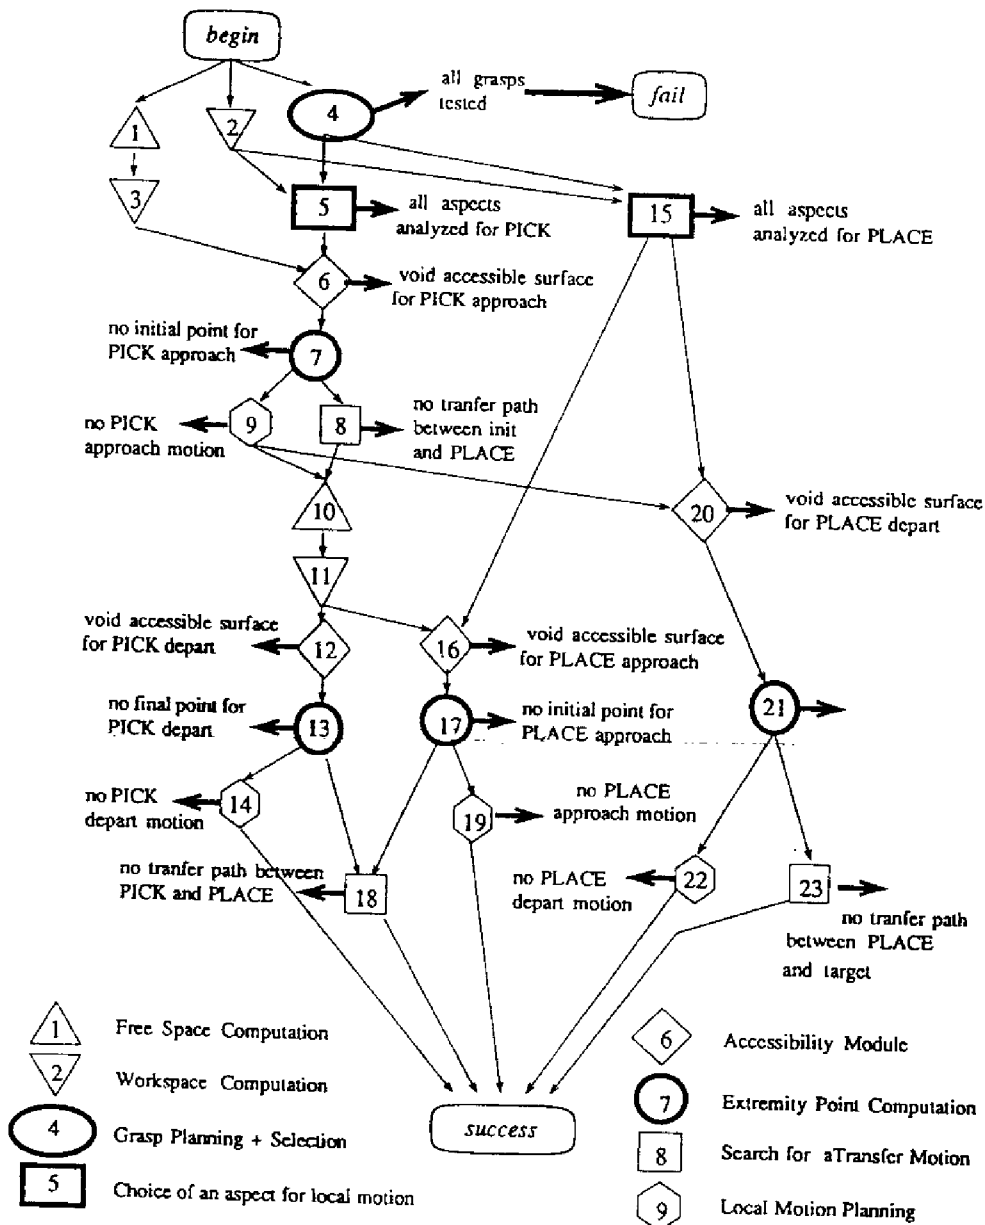 begin
all grasps
tested
fail
4
1
2
3
5
all aspects
analyzed for PICK
15
all aspects
analyzed for PLACE
6
void accessible surface
for PICK approach
no initial point for
PICK approach
7
no PICK
approach motion
9
8
no tranfer path
between init
and PLACE
10
20
void accessible surface
for PLACE depart
11
void accessible surface
for PICK depart
12
16
void accessible surface
for PLACE approach
no final point for
PICK depart
13
17
no initial point for
PLACE approach
21
no PICK
depart motion
14
19
no PLACE
approach motion
no tranfer path between
PICK and PLACE
18
no PLACE
depart motion
22
23
no tranfer path
between PLACE
and target
1
Free Space Computation
2
Workspace Computation
4
Grasp Planning + Selection
5
Choice of an aspect for local motion
success
6
Accessibility Module
7
Extremity Point Computation
8
Search for aTransfer Motion
9
Local Motion Planning